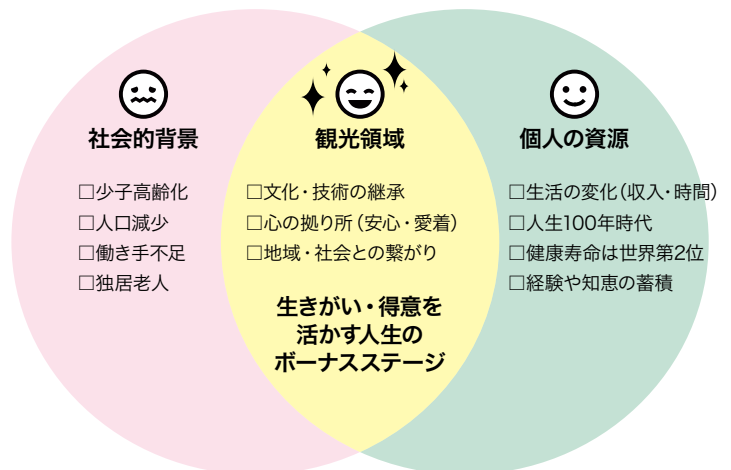 社会的背景
□少子高齢化
□人口減少
□働き手不足
□独居老人
観光領域
□文化・技術の継承
□心の拠り所（安心・愛着）
□地域・社会との繋がり
生きがい・得意を
活かす人生の
ボーナスステージ
個人の資源
□生活の変化（収入・時間）
□人生100年時代
□健康寿命は世界第2位
□経験や知恵の蓄積